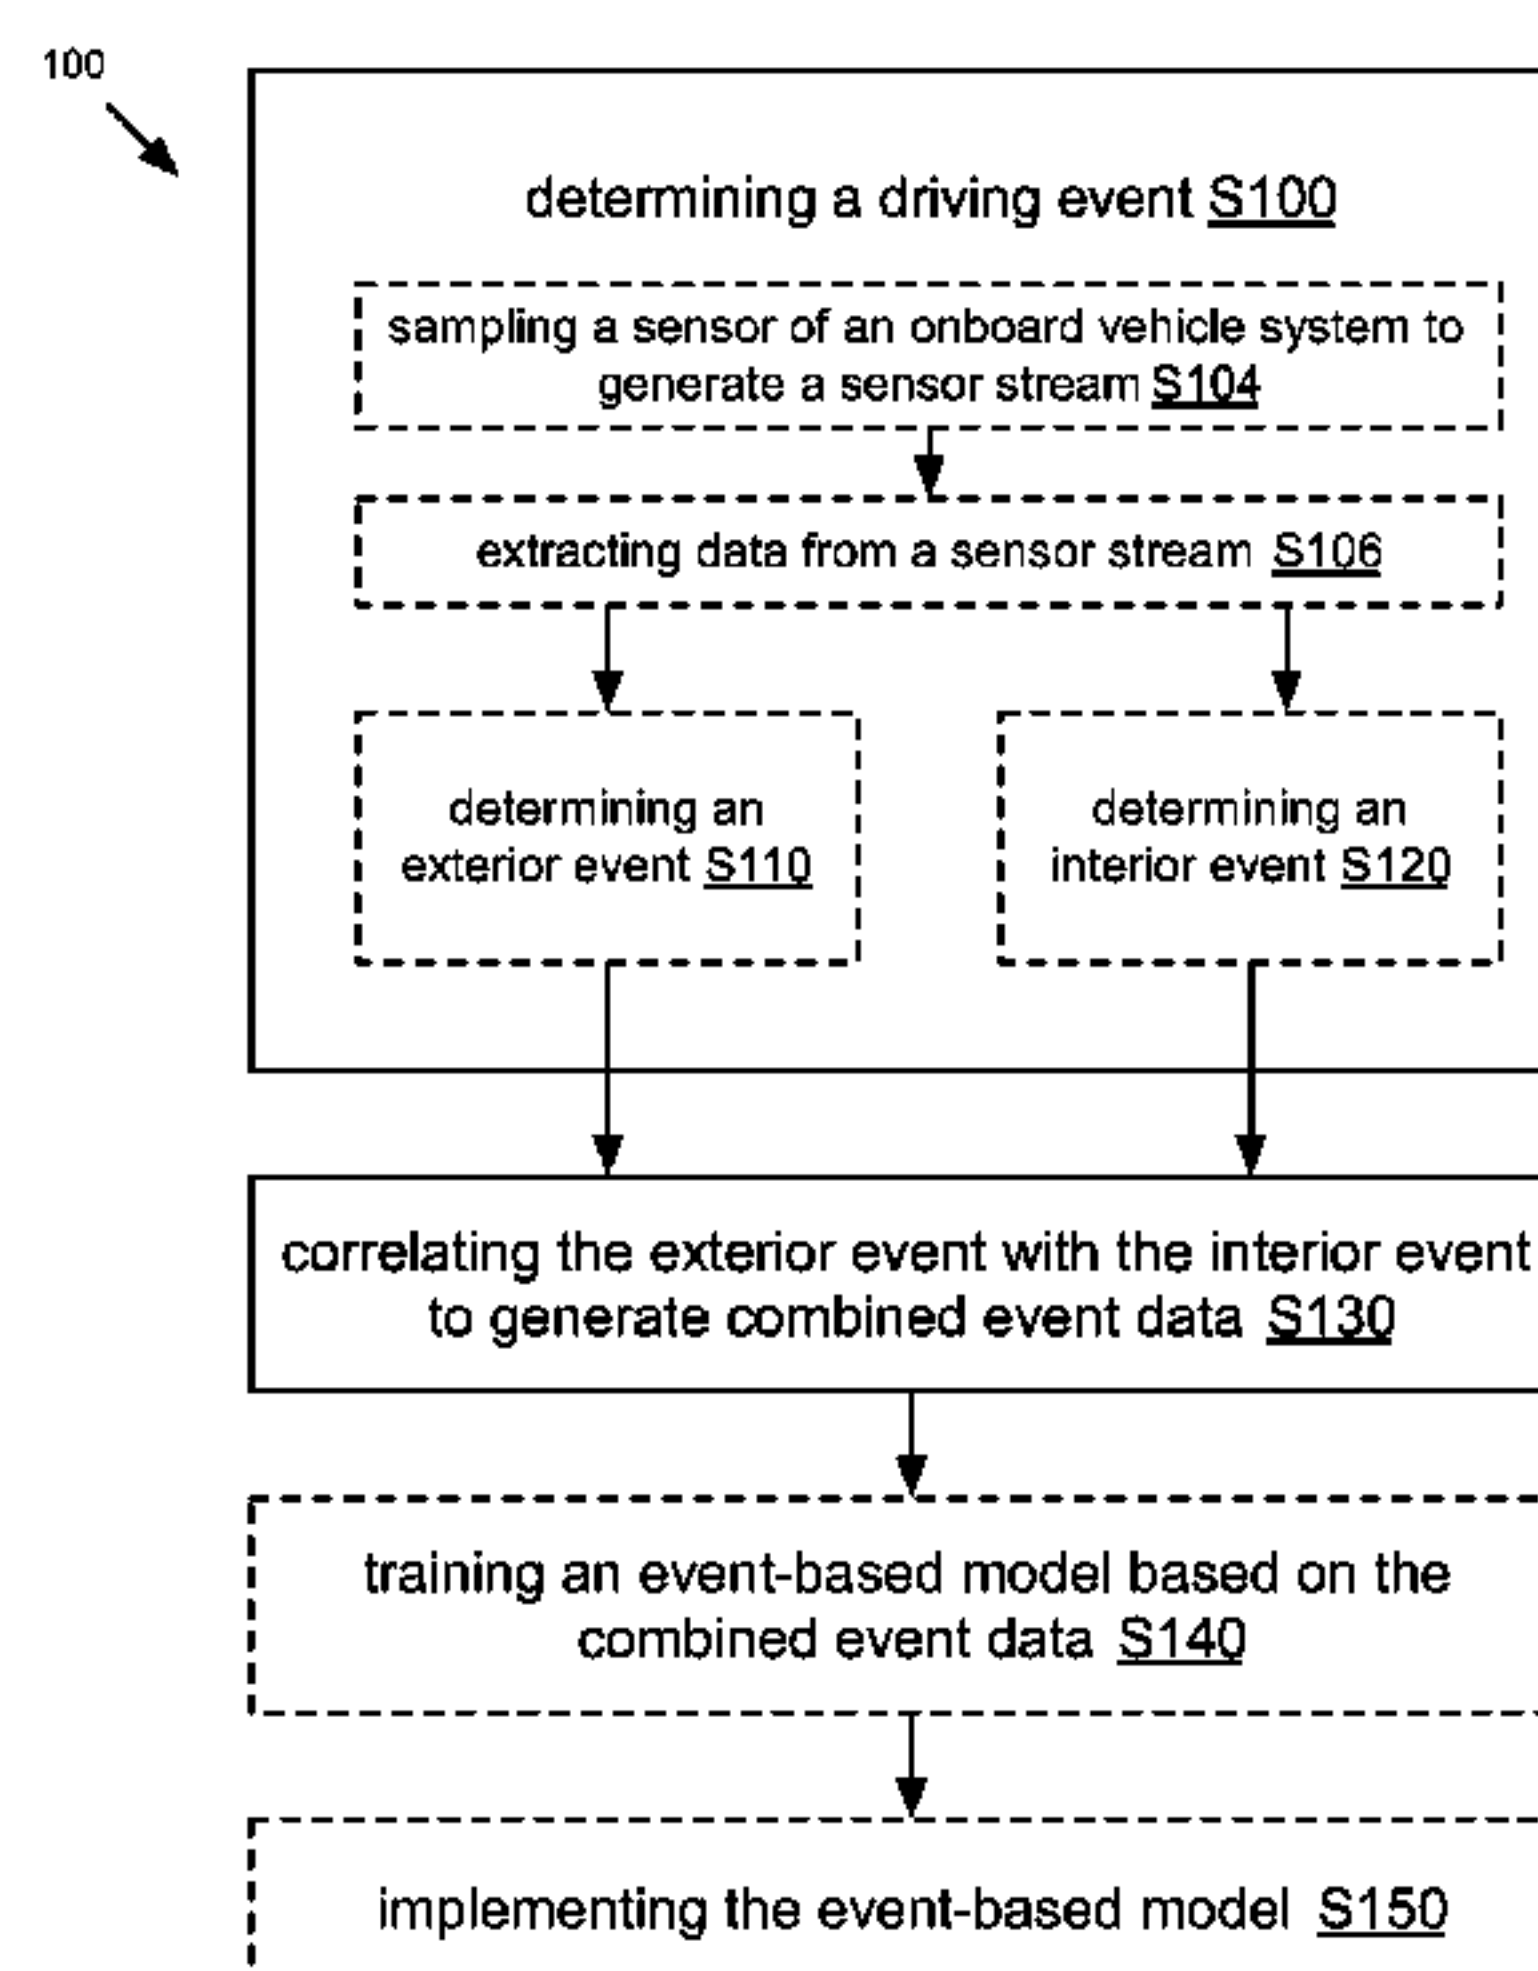 100
determining a driving event S100
sampling a sensor of an onboard vehicle system to
generate a sensor stream S104
extracting data from a sensor stream S106
determining an
exterior event S110
determining an
interior event S120
correlating the exterior event with the interior event
to generate combined event data S130
training an event-based model based on the
combined event data S140
implementing the event-based model S150